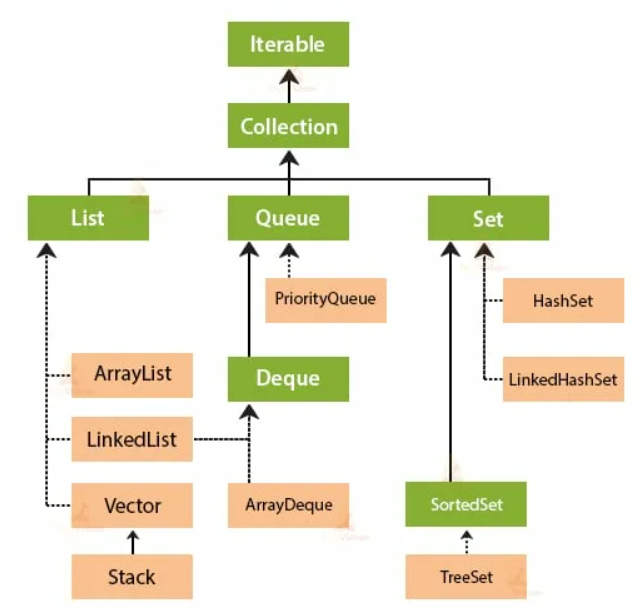 Iterable
Collection
List
Queue
Set
PriorityQueue
HashSet
ArrayList
Deque
LinkedHashSet
LinkedList
Vector
ArrayDeque
SortedSet
Stack
TreeSet